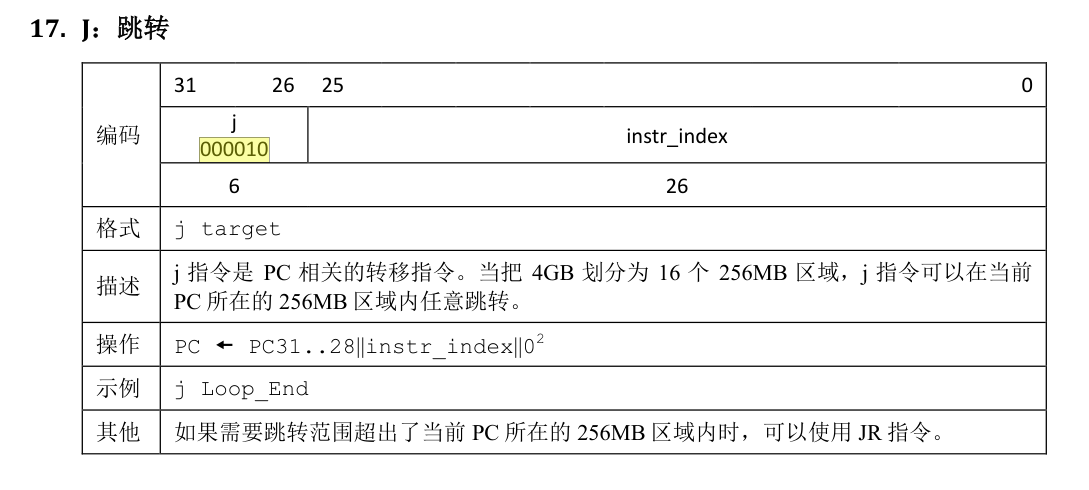 17. J：跳转
31 26 25 0
编码
j
000010
instr_index
6 26
格式 j target
描述 j 指令是 PC 相关的转移指令。当把 4GB 划分为 16 个 256MB 区域，j 指令可以在当前
PC 所在的 256MB 区域内任意跳转。
操作 PC ← PC31..28||instr_index||0²
示例 j Loop_End
其他 如果需要跳转范围超出了当前 PC 所在的 256MB 区域内时，可以使用 JR 指令。